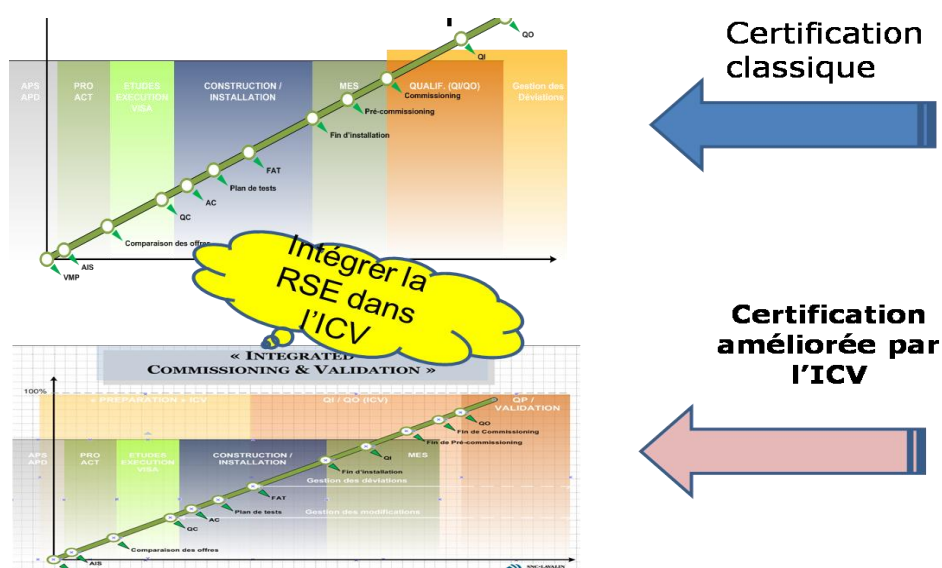 QO
QI
Certification
classique
APS
APD
PRO
ACT
ETUDES
EXECUTION
VISA
CONSTRUCTION /
INSTALLATION
MES
QUALIF. (QI/QO)
Gestion des
Déviations
Commissioning
Pré-commissioning
Fin d'installation
FAT
Plan de tests
AC
QC
Comparaison des offres
AIS
VMP
Intégrer la
RSE dans
l'ICV
Certification
améliorée par
l'ICV
« INTEGRATED
COMMISSIONING & VALIDATION »
100%
« PREPARATION » ICV
QI / QO (ICV)
QP /
VALIDATION
QO
Fin de Commissioning
Fin de Pré-commissioning
QI
APS
APD
PRO
ACT
ETUDES
EXECUTION
VISA
CONSTRUCTION /
INSTALLATION
MES
Fin d'installation
Gestion des déviations
FAT
Plan de tests
Gestion des modifications
AC
QC
Comparaison des offres
AIS
SNC-LAVALIN